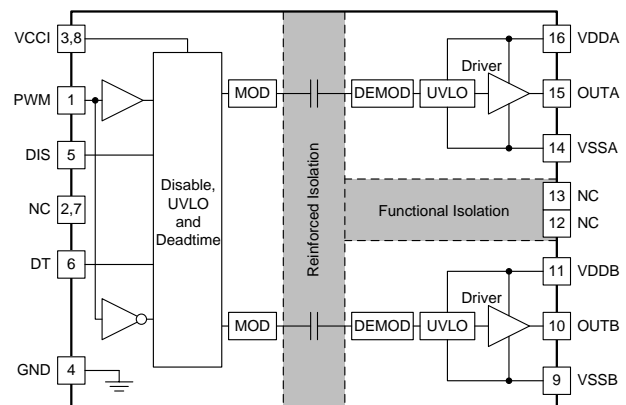 VCCI 3,8
PWM 1
DIS 5
NC 2,7
DT 6
GND 4
Disable,
UVLO
and
Deadtime
MOD
MOD
Reinforced Isolation
Functional Isolation
DEMOD UVLO Driver
DEMOD UVLO Driver
16 VDDA
15 OUTA
14 VSSA
13 NC
12 NC
11 VDDB
10 OUTB
9 VSSB